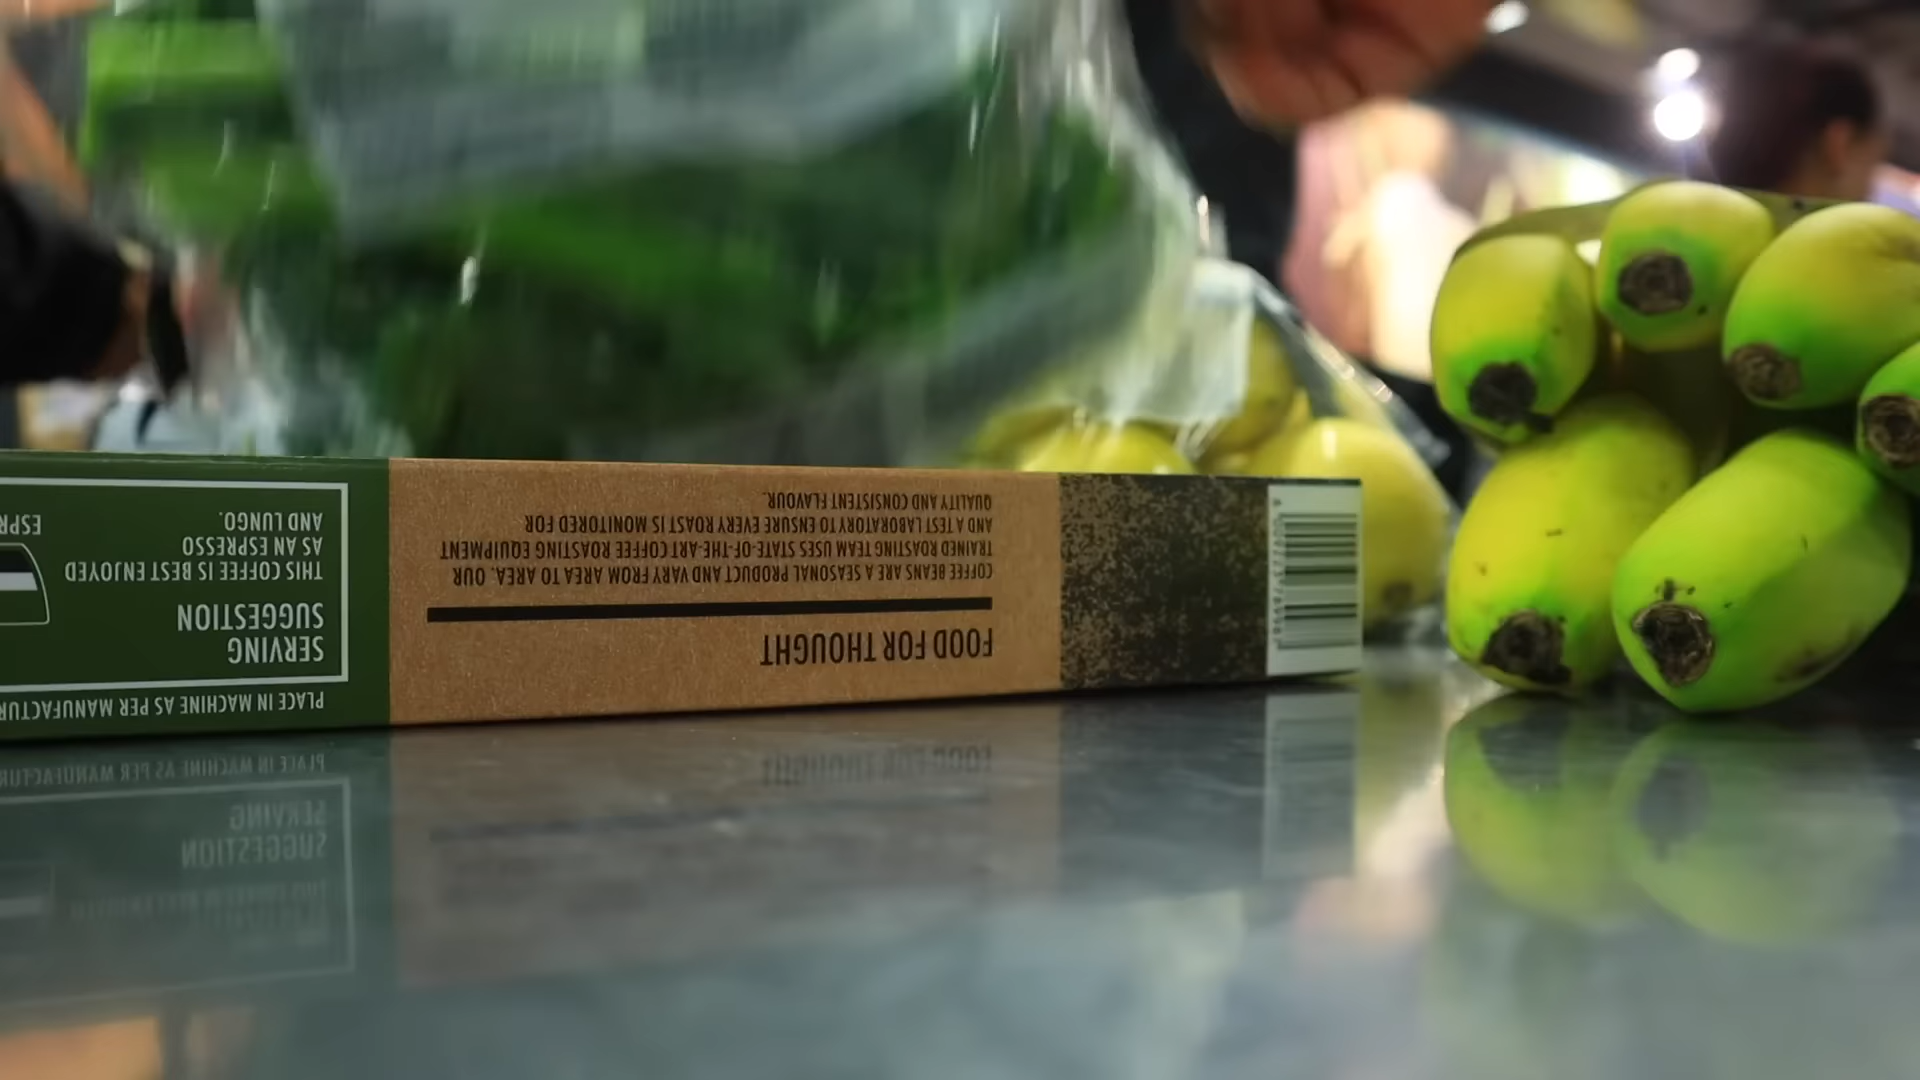 FOOD FOR THOUGHT
COFFEE BEANS ARE A SEASONAL PRODUCT AND VARY FROM AREA TO AREA. OUR
TRAINED ROASTING TEAM USES STATE-OF-THE-ART COFFEE ROASTING EQUIPMENT
AND A TEST LABORATORY TO ENSURE EVERY ROAST IS MONITORED FOR
QUALITY AND CONSISTENT FLAVOUR.
PLACE IN MACHINE AS PER
SERVING
SUGGESTION
THIS COFFEE IS BEST ENJOYED
AS AN ESPRESSO
AND LUNGO.